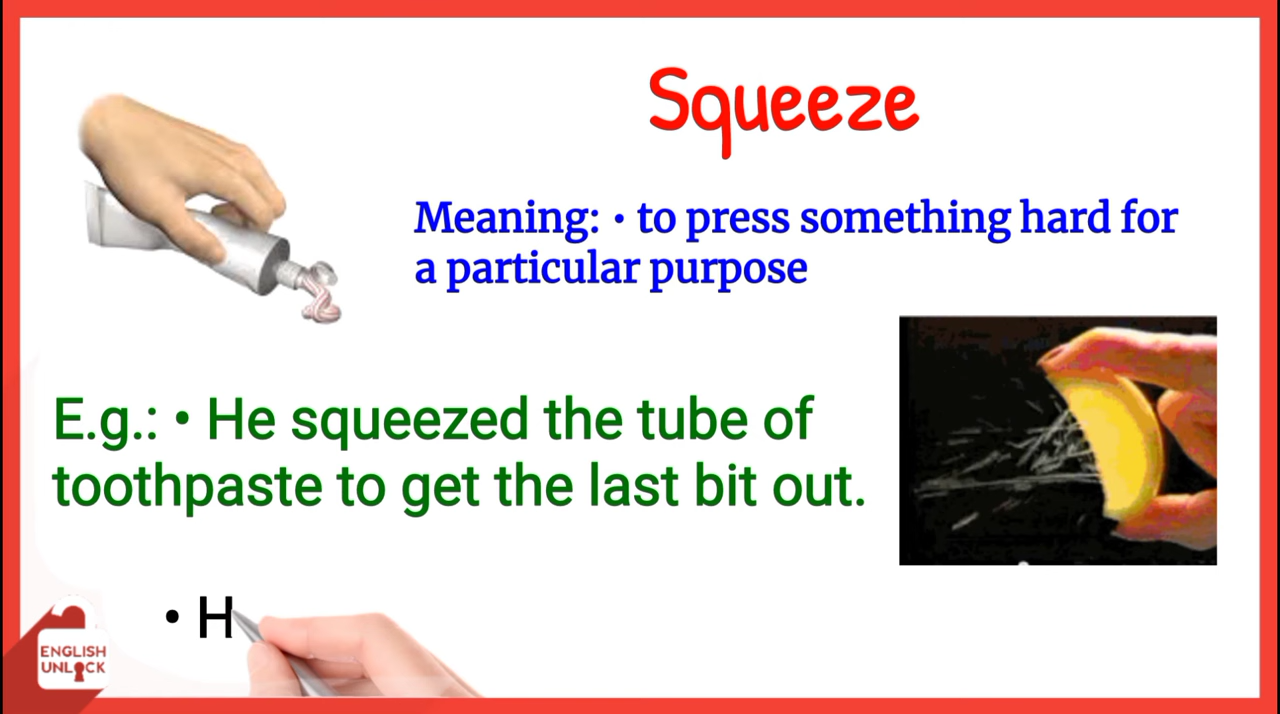 Squeeze
Meaning: • to press something hard for
a particular purpose
E.g.: • He squeezed the tube of
toothpaste to get the last bit out.
• H
ENGLISH
UNLOCK